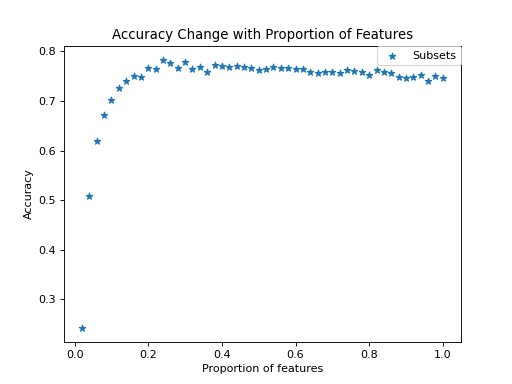 Accuracy Change with Proportion of Features
Subsets
Accuracy
0.8
0.7
0.6
0.5
0.4
0.3
0.0 0.2 0.4 0.6 0.8 1.0
Proportion of features